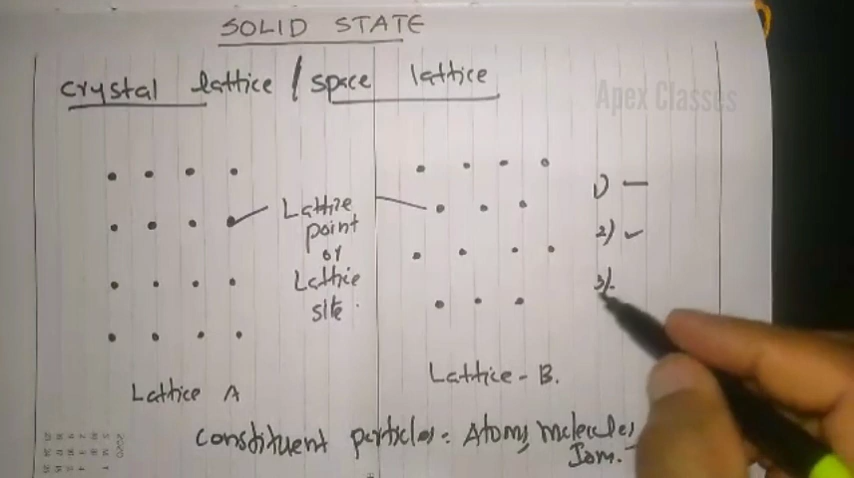 SOLID STATE
crystal lattice / space lattice
Apex Classes
Lattice
point
or
Lattice
site.
1) —
2) ✓
3)
Lattice A
Lattice - B.
constituent particles = Atoms, molecules,
Ions.
2020